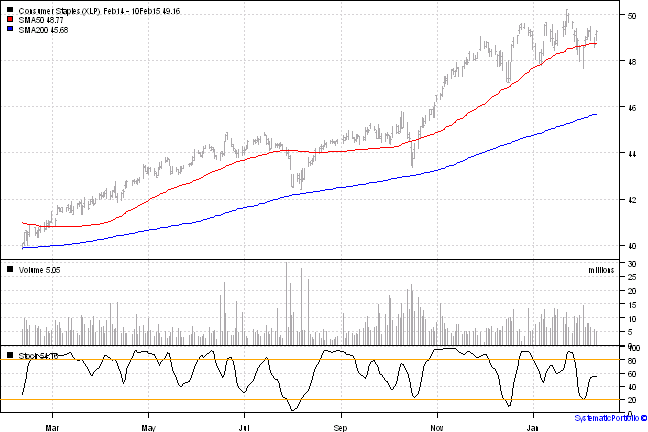 Consumer Staples (XLP) Feb14 - 10Feb15 49.16
SMA50 48.77
SMA200 45.68
50
48
46
44
42
40
Volume 5.05
millions
30
25
20
15
10
5
100
80
60
40
20
0
Mar May Jul Sep Nov Jan
SystematicPortfolio ©